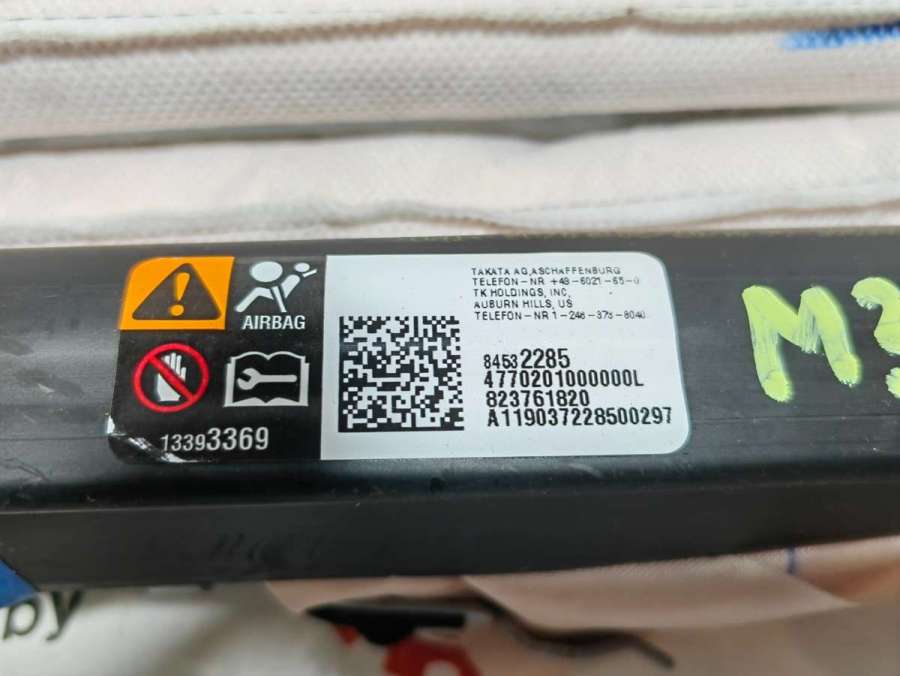 TAKATA AG,ASCHAFFENBURG
TELEFON-NR +49-6021-65-0
TK HOLDINGS, INC,
AUBURN HILLS, US
TELEFON-NR 1-248-373-8040
AIRBAG
84532285
4770201000000L
823761820
A119037228500297
13393369
M3
by